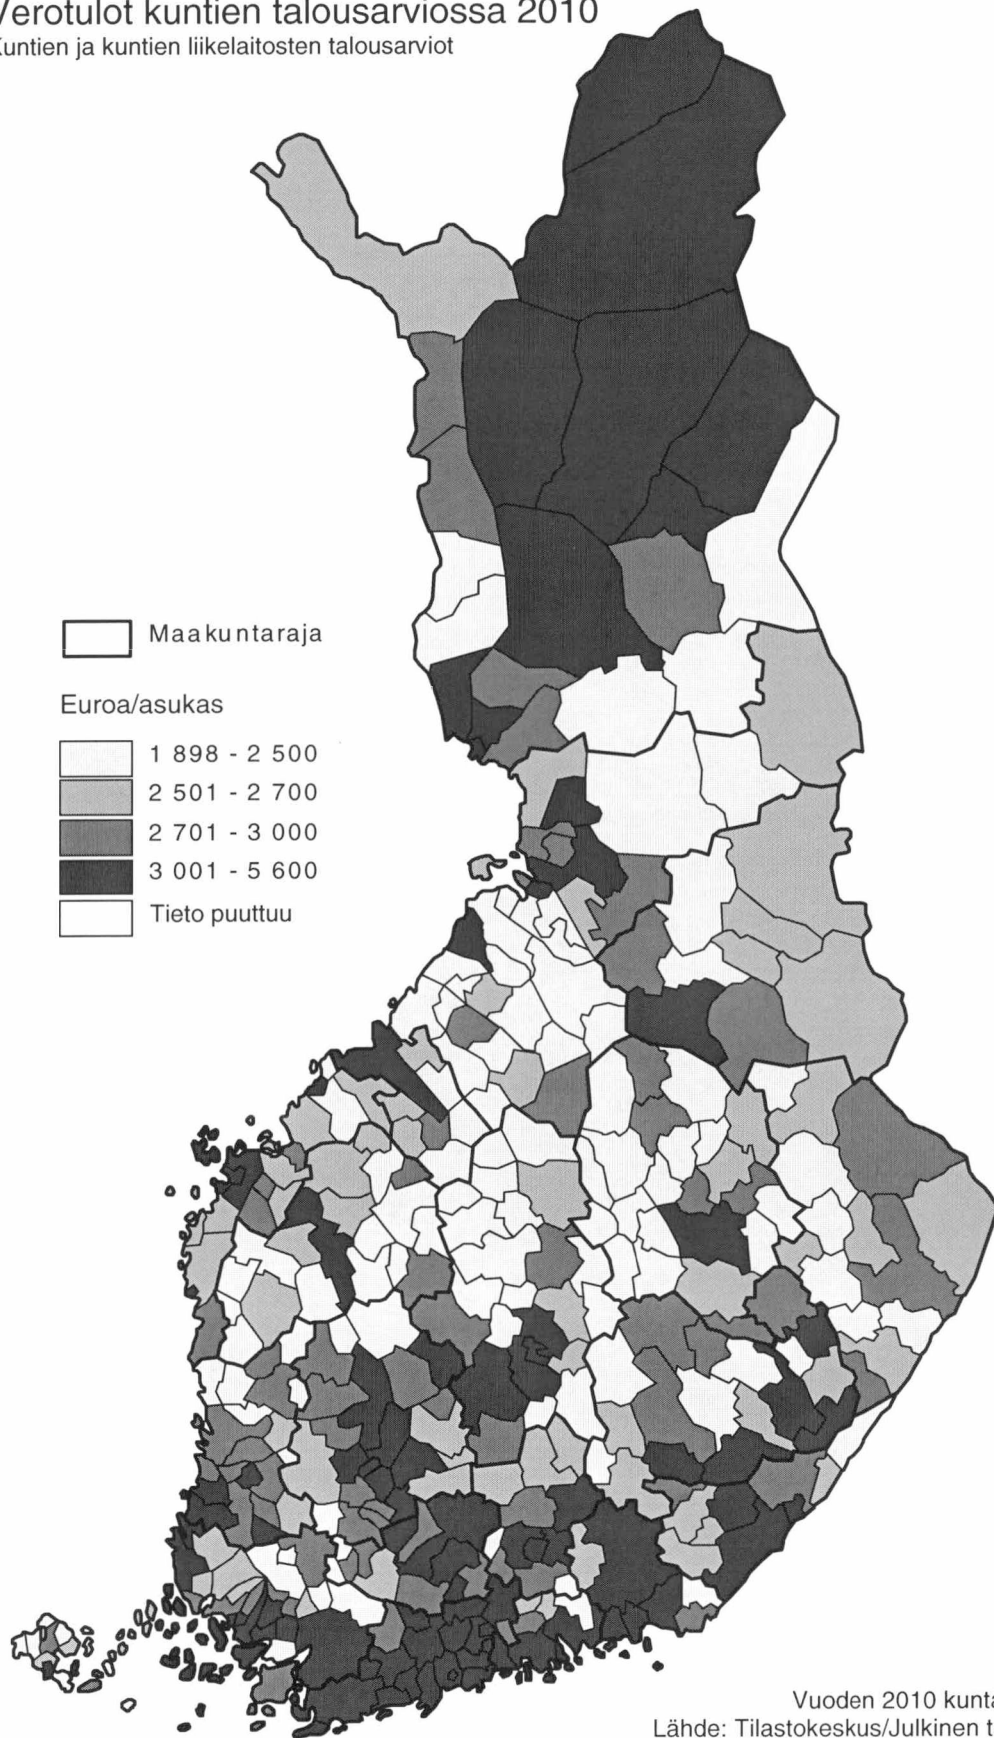 Verotulot kuntien talousarviossa 2010
Kuntien ja kuntien liikelaitosten talousarviot
Maakuntaraja
Euroa/asukas
1 898 - 2 500
2 501 - 2 700
2 701 - 3 000
3 001 - 5 600
Tieto puuttuu
Vuoden 2010
Lähde: Tilastokeskus/Julkinen